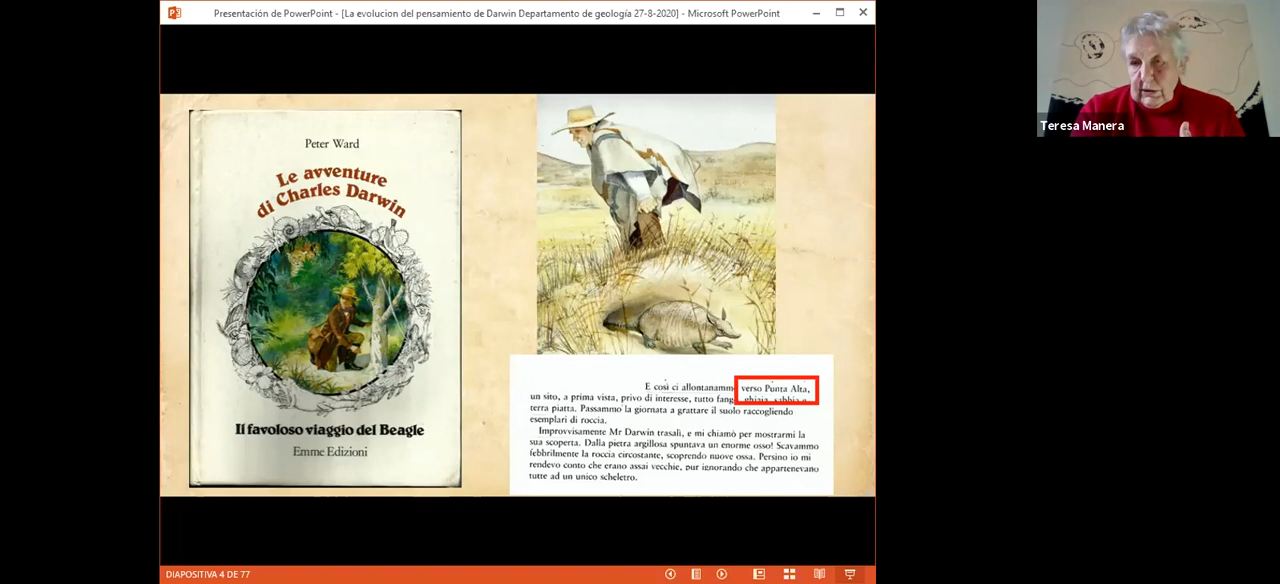 Presentación de PowerPoint - [La evolucion del pensamiento de Darwin Departamento de geología 27-8-2020] - Microsoft PowerPoint
Teresa Manera
Peter Ward
Le avventure
di Charles Darwin
Il favoloso viaggio del Beagle
Emme Edizioni
E così ci allontanammo verso Punta Alta,
un sito, a prima vista, privo di interesse, tutto fang ghiaia, sabbia e
terra piatta. Passammo la giornata a grattare il suolo raccogliendo
esemplari di roccia.
Improvvisamente Mr Darwin trasalì, e mi chiamò per mostrarmi la
sua scoperta. Dalla pietra argillosa spuntava un enorme osso! Scavammo
febbrilmente la roccia circostante, scoprendo nuove ossa. Persino io mi
rendevo conto che erano assai vecchie, pur ignorando che appartenevano
tutte ad un unico scheletro.
DIAPOSITIVA 4 DE 77